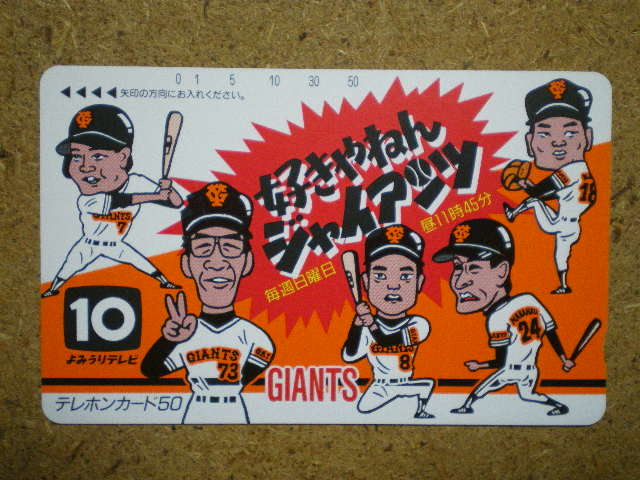 0 1 5 10 30 50
矢印の方向にお入れください。
好きやねん
ジャイアンツ
毎週日曜日
昼11時45分
GIANTS
7
18
10
よみうりテレビ
GIANTS
73
GIANTS
8
24
GIANTS
テレホンカード50